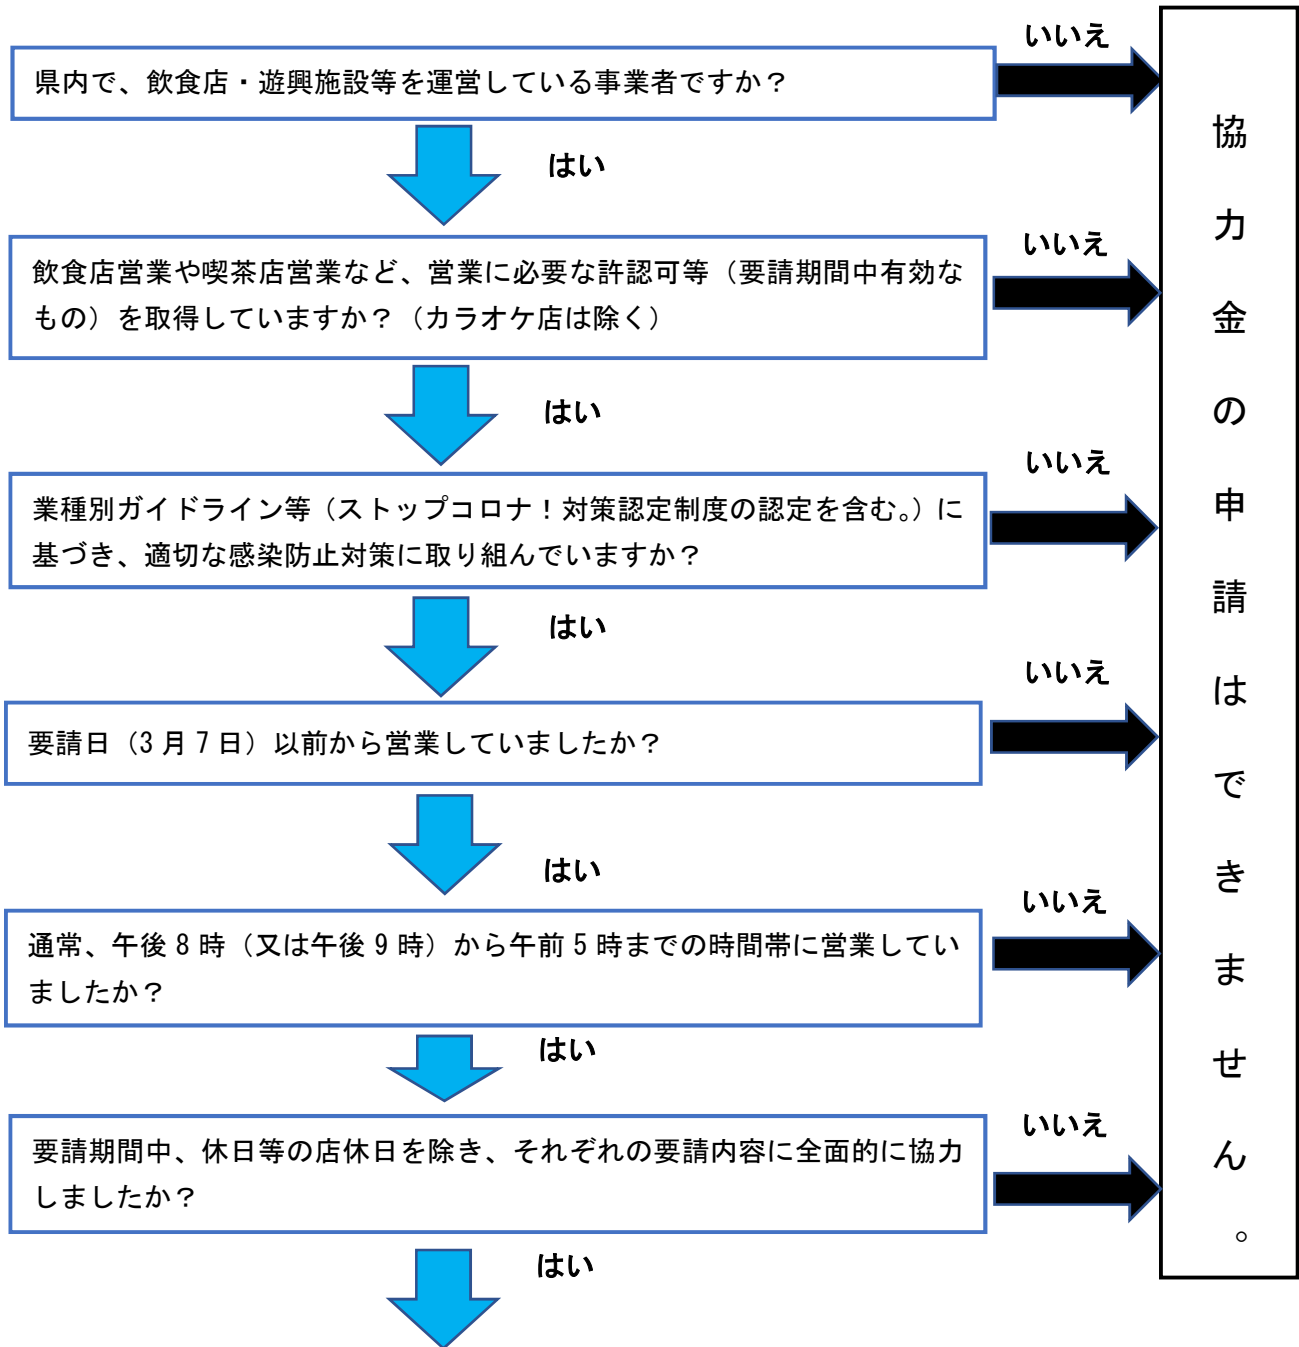 いいえ
県内で、飲食店・遊興施設等を運営している事業者ですか？
はい
いいえ
飲食店営業や喫茶店営業など、営業に必要な許認可等（要請期間中有効な
もの）を取得していますか？（カラオケ店は除く）
はい
いいえ
業種別ガイドライン等（ストップコロナ！対策認定制度の認定を含む。）に
基づき、適切な感染防止対策に取り組んでいますか？
はい
いいえ
要請日（3月7日）以前から営業していましたか？
はい
いいえ
通常、午後8時（又は午後9時）から午前5時までの時間帯に営業してい
ましたか？
はい
いいえ
要請期間中、休日等の店休日を除き、それぞれの要請内容に全面的に協力
しましたか？
はい
協力金の申請はできません。